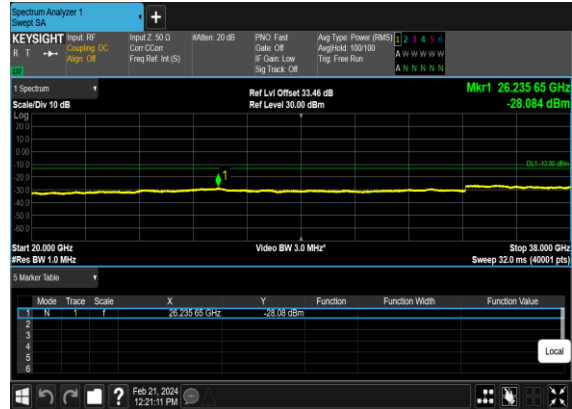 Spectrum Analyzer 1
Swept SA
+
KEYSIGHT Input: RF Input Z: 50 Ω #Atten: 20 dB PNO: Fast Avg Type: Power (RMS) 1 2 3 4 5 6
R T Coupling: DC Corr CCorr Gate: Off Avg|Hold: 100/100 A W W W W W
Align: Off Freq Ref: Int (S) IF Gain: Low Trig: Free Run
Sig Track: Off A N N N N N
1 Spectrum Ref Lvl Offset 33.46 dB Mkr1 26.235 65 GHz
Scale/Div 10 dB Ref Level 30.00 dBm -28.084 dBm
Log
20.0
10.0
0.00
-10.0 DL1 -13.00 dBm
-20.0 1
-30.0
-40.0
-50.0
-60.0
Start 20.000 GHz Video BW 3.0 MHz* Stop 38.000 GHz
#Res BW 1.0 MHz Sweep 32.0 ms (40001 pts)
5 Marker Table
Mode Trace Scale X Y Function Function Width Function Value
1 N 1 f 26.235 65 GHz -28.08 dBm
2
3
4
5
6
Local
? Feb 21, 2024
12:21:11 PM